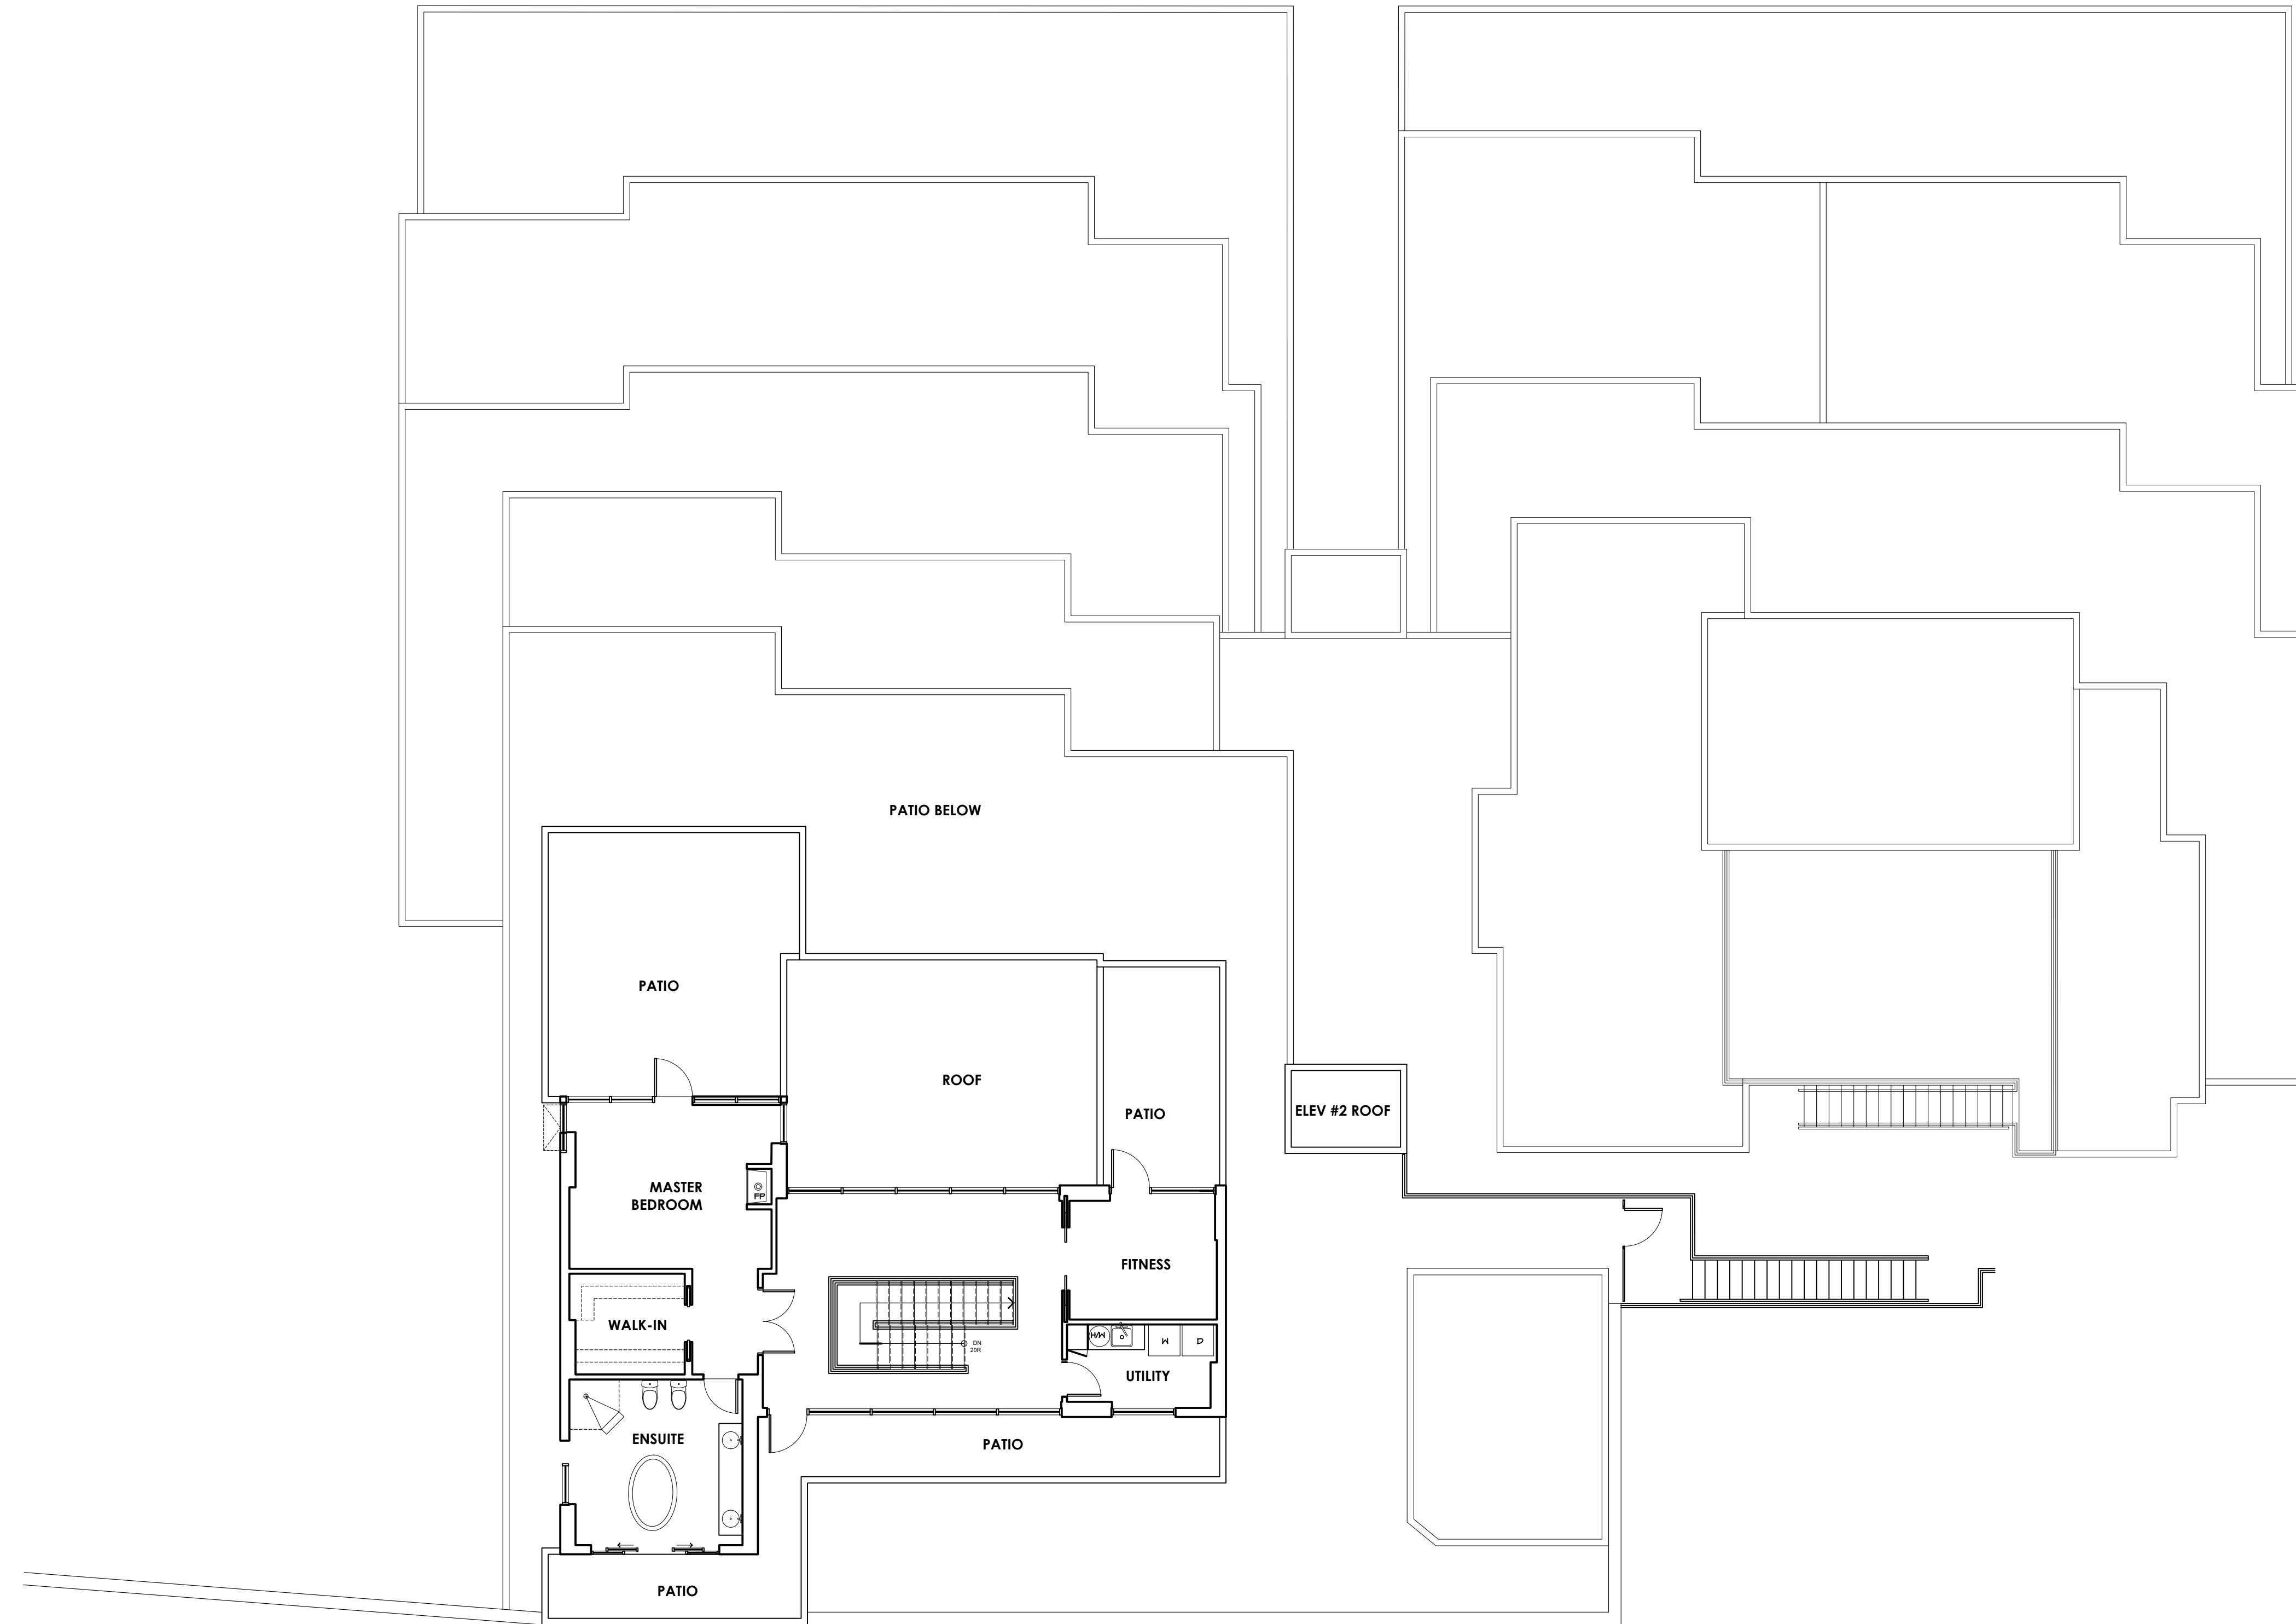 PATIO BELOW
PATIO
ROOF
PATIO
ELEV #2 ROOF
MASTER
BEDROOM
FP
FITNESS
WALK-IN
H/W
W
D
DN
20R
UTILITY
ENSUITE
PATIO
PATIO